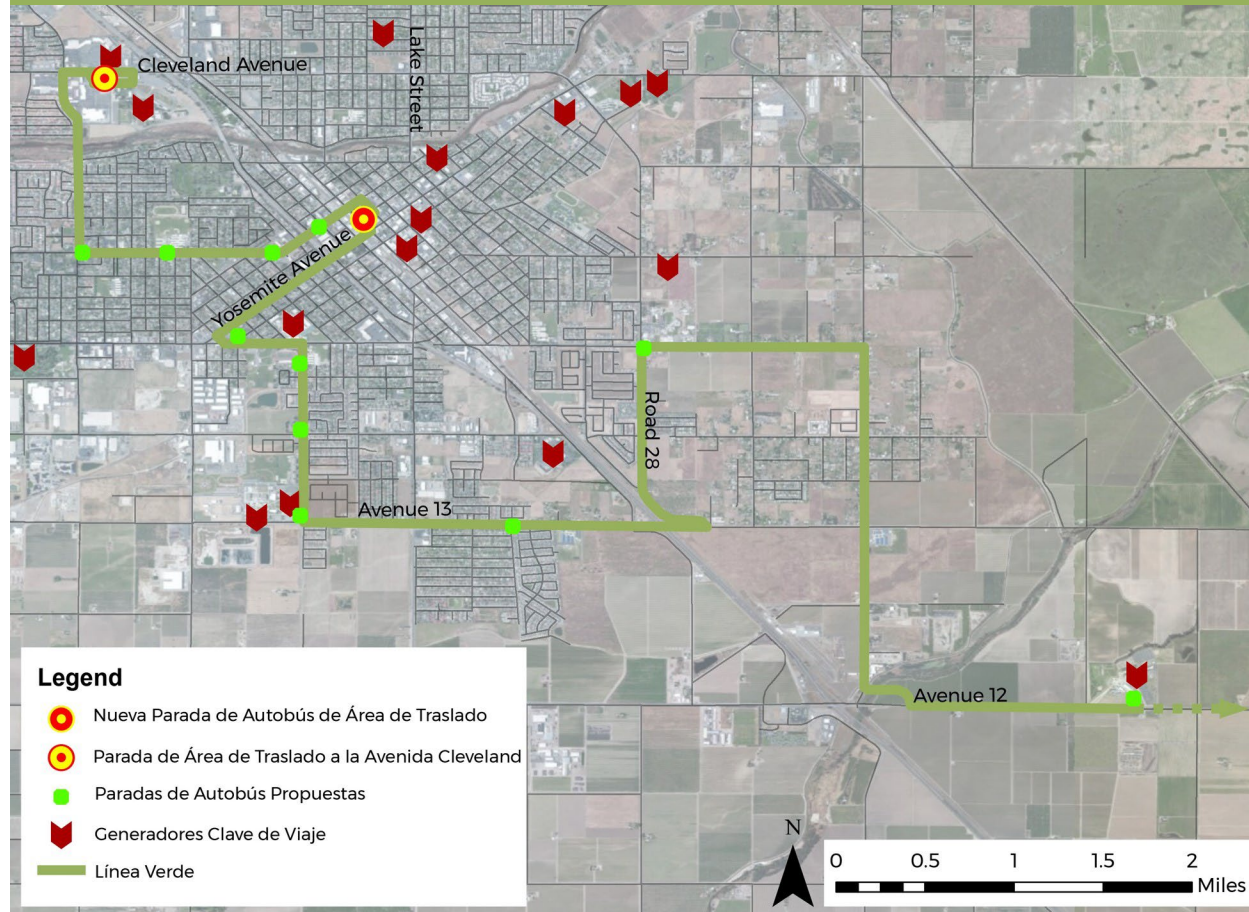 Cleveland Avenue
Lake Street
Yosemite Avenue
Road 28
Avenue 13
Avenue 12
Legend
Nueva Parada de Autobús de Área de Traslado
Parada de Área de Traslado a la Avenida Cleveland
Paradas de Autobús Propuestas
Generadores Clave de Viaje
Línea Verde
N
0 0.5 1 1.5 2
Miles